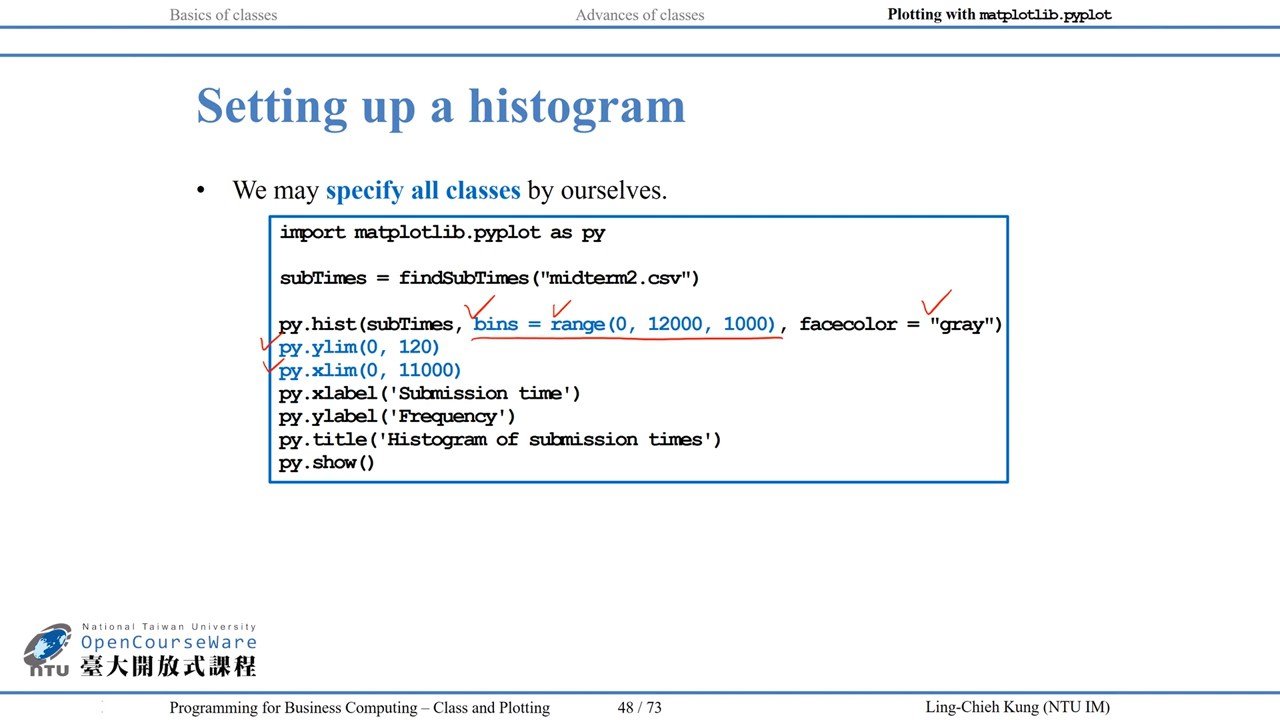 Basics of classes
Advances of classes
Plotting with matplotlib.pyplot
Setting up a histogram
• We may specify all classes by ourselves.
import matplotlib.pyplot as py
subTimes = findSubTimes("midterm2.csv")
py.hist(subTimes, bins = range(0, 12000, 1000), facecolor = "gray")
py.ylim(0, 120)
py.xlim(0, 11000)
py.xlabel('Submission time')
py.ylabel('Frequency')
py.title('Histogram of submission times')
py.show()
National Taiwan University
OpenCourseWare
NTU 臺大開放式課程
Programming for Business Computing – Class and Plotting
48 / 73
Ling-Chieh Kung (NTU IM)